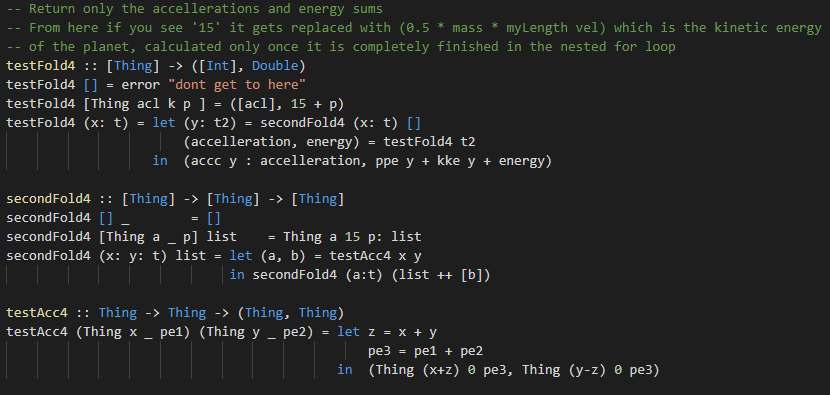 -- Return only the accellerations and energy sums
-- From here if you see '15' it gets replaced with (0.5 * mass * myLength vel) which is the kinetic energy
-- of the planet, calculated only once it is completely finished in the nested for loop
testFold4 :: [Thing] -> ([Int], Double)
testFold4 [] = error "dont get to here"
testFold4 [Thing acl k p ] = ([acl], 15 + p)
testFold4 (x: t) = let (y: t2) = secondFold4 (x: t) []
                       (accelleration, energy) = testFold4 t2
                   in  (accc y : accelleration, ppe y + kke y + energy)

secondFold4 :: [Thing] -> [Thing] -> [Thing]
secondFold4 [] _        = []
secondFold4 [Thing a _ p] list    = Thing a 15 p: list
secondFold4 (x: y: t) list = let (a, b) = testAcc4 x y
                             in secondFold4 (a:t) (list ++ [b])

testAcc4 :: Thing -> Thing -> (Thing, Thing)
testAcc4 (Thing x _ pe1) (Thing y _ pe2) = let z = x + y
                                               pe3 = pe1 + pe2
                                           in  (Thing (x+z) 0 pe3, Thing (y-z) 0 pe3)